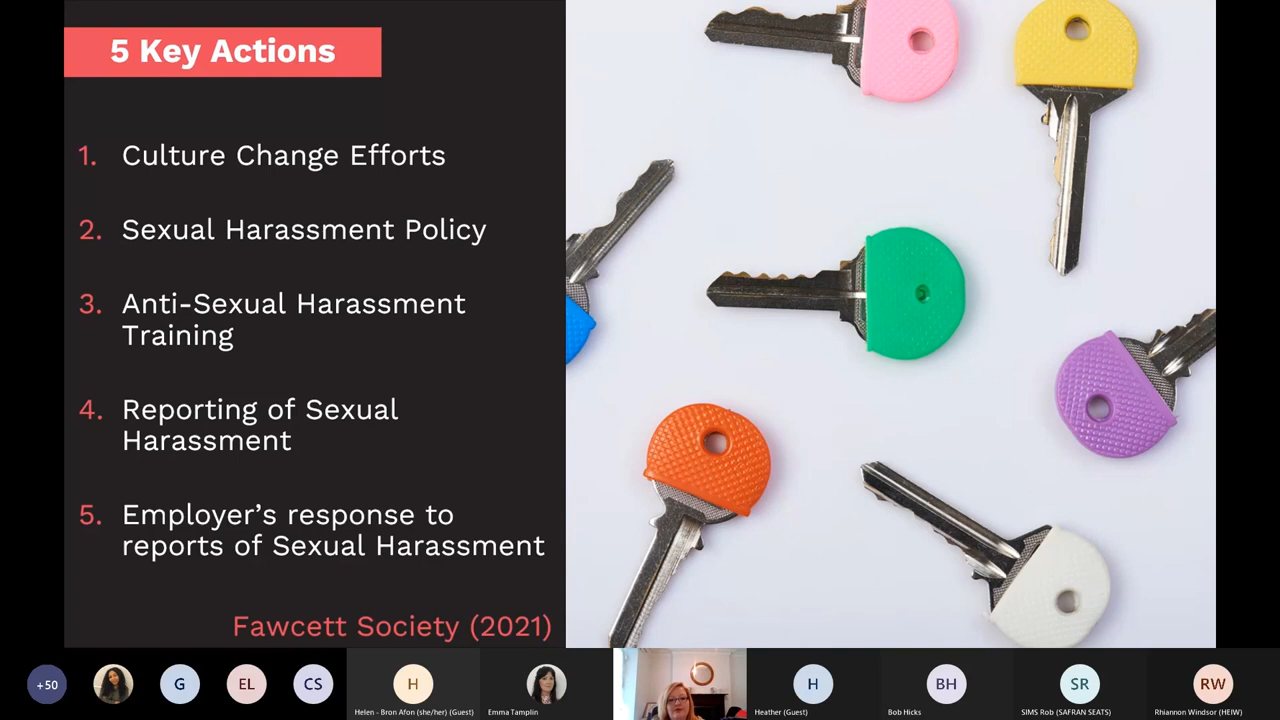 5 Key Actions
1. Culture Change Efforts
2. Sexual Harassment Policy
3. Anti-Sexual Harassment
Training
4. Reporting of Sexual
Harassment
5. Employer’s response to
reports of Sexual Harassment
Fawcett Society (2021)
+50
G
EL
CS
H
Helen - Bron Afon (she/her) (Guest)
Emma Tamplin
H
Heather (Guest)
BH
Bob Hicks
SR
SIMS Rob (SAFRAN SEATS)
RW
Rhiannon Windsor (HEIW)